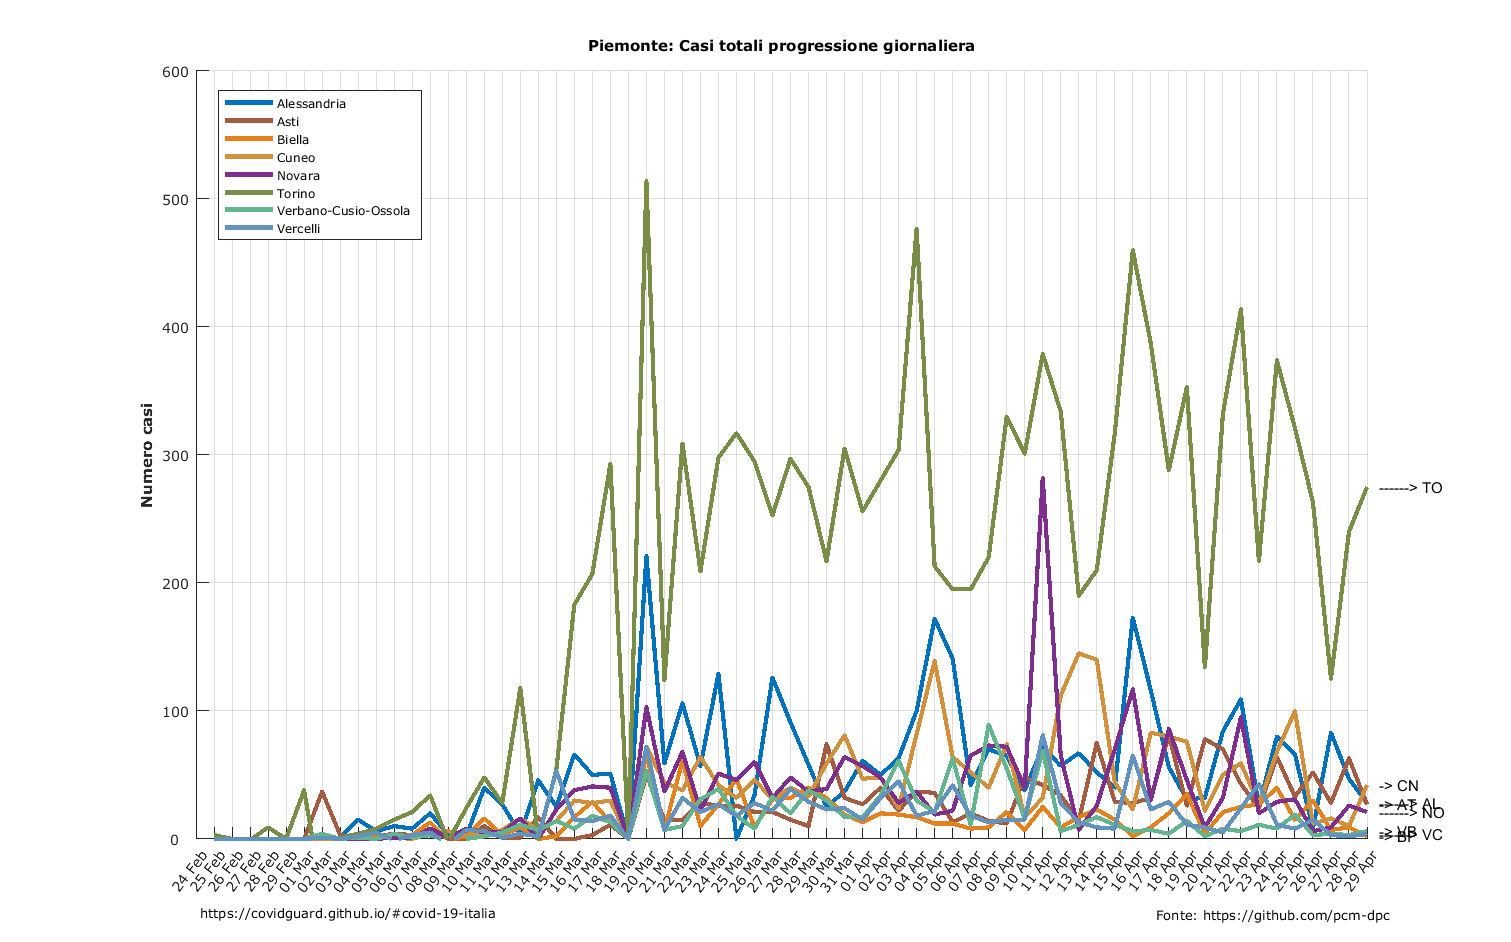 Piemonte: Casi totali progressione giornaliera
Numero casi
600
500
400
300
200
100
0
Alessandria
Asti
Biella
Cuneo
Novara
Torino
Verbano-Cusio-Ossola
Vercelli
------> TO
-> CN
-> AT
AL
-----> NO
-> VB
VC
-> BI
24 Feb
25 Feb
26 Feb
27 Feb
28 Feb
29 Feb
01 Mar
02 Mar
03 Mar
04 Mar
05 Mar
06 Mar
07 Mar
08 Mar
09 Mar
10 Mar
11 Mar
12 Mar
13 Mar
14 Mar
15 Mar
16 Mar
17 Mar
18 Mar
19 Mar
20 Mar
21 Mar
22 Mar
23 Mar
24 Mar
25 Mar
26 Mar
27 Mar
28 Mar
29 Mar
30 Mar
31 Mar
01 Apr
02 Apr
03 Apr
04 Apr
05 Apr
06 Apr
07 Apr
08 Apr
09 Apr
10 Apr
11 Apr
12 Apr
13 Apr
14 Apr
15 Apr
16 Apr
17 Apr
18 Apr
19 Apr
20 Apr
21 Apr
22 Apr
23 Apr
24 Apr
25 Apr
26 Apr
27 Apr
28 Apr
29 Apr
https://covidguard.github.io/#covid-19-italia
Fonte: https://github.com/pcm-dpc